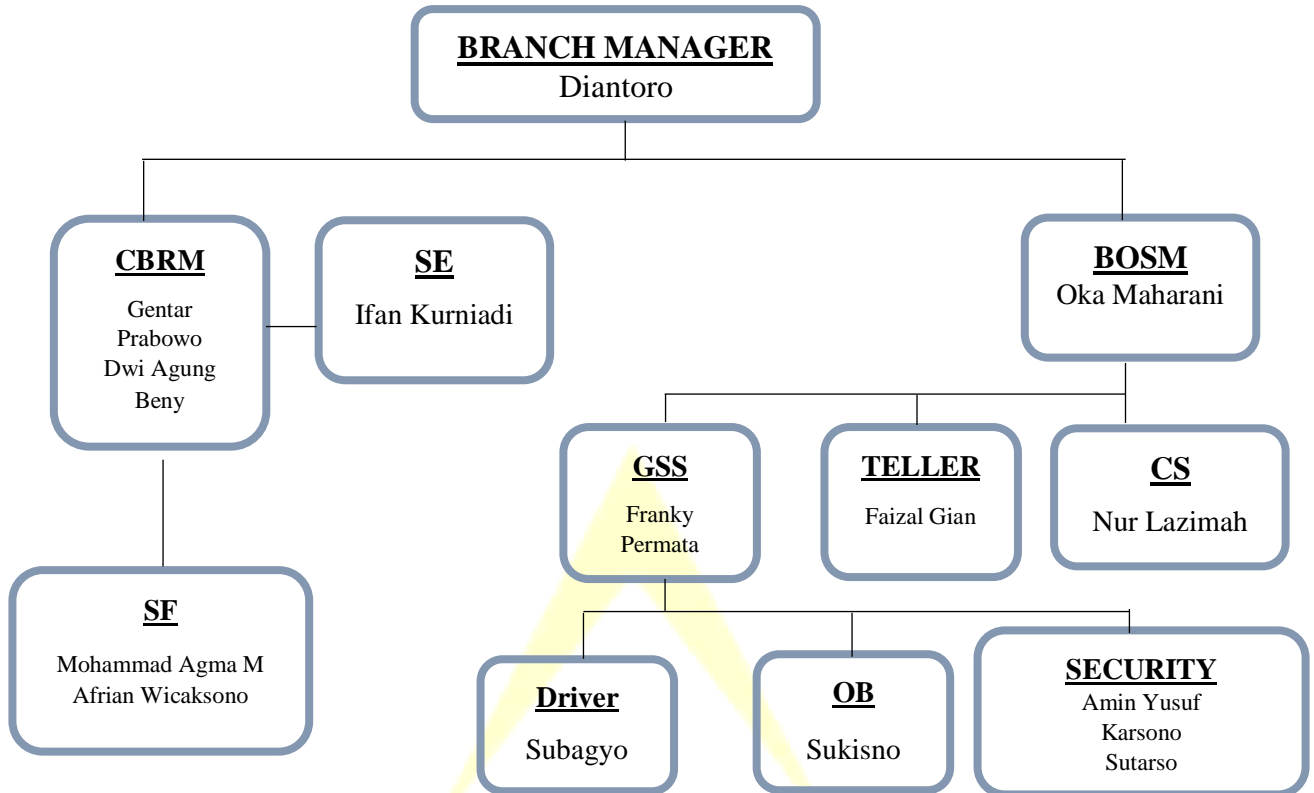 BRANCH MANAGER
Diantoro
CBRM
Gentar
Prabowo
Dwi Agung
Beny
SE
Ifan Kurniadi
BOSM
Oka Maharani
GSS
Franky
Permata
TELLER
Faizal Gian
CS
Nur Lazimah
SF
Mohammad Agma M
Afrian Wicaksono
Driver
Subagyo
OB
Sukisno
SECURITY
Amin Yusuf
Karsono
Sutarso